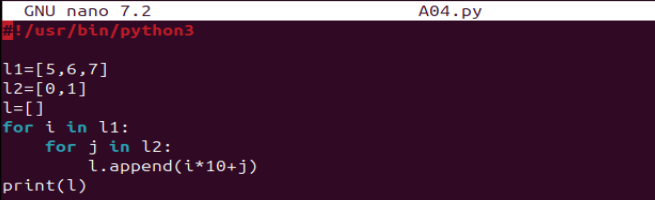 GNU nano 7.2 A04.py
#!/usr/bin/python3
l1=[5,6,7]
l2=[0,1]
l=[]
for i in l1:
    for j in l2:
        l.append(i*10+j)
print(l)